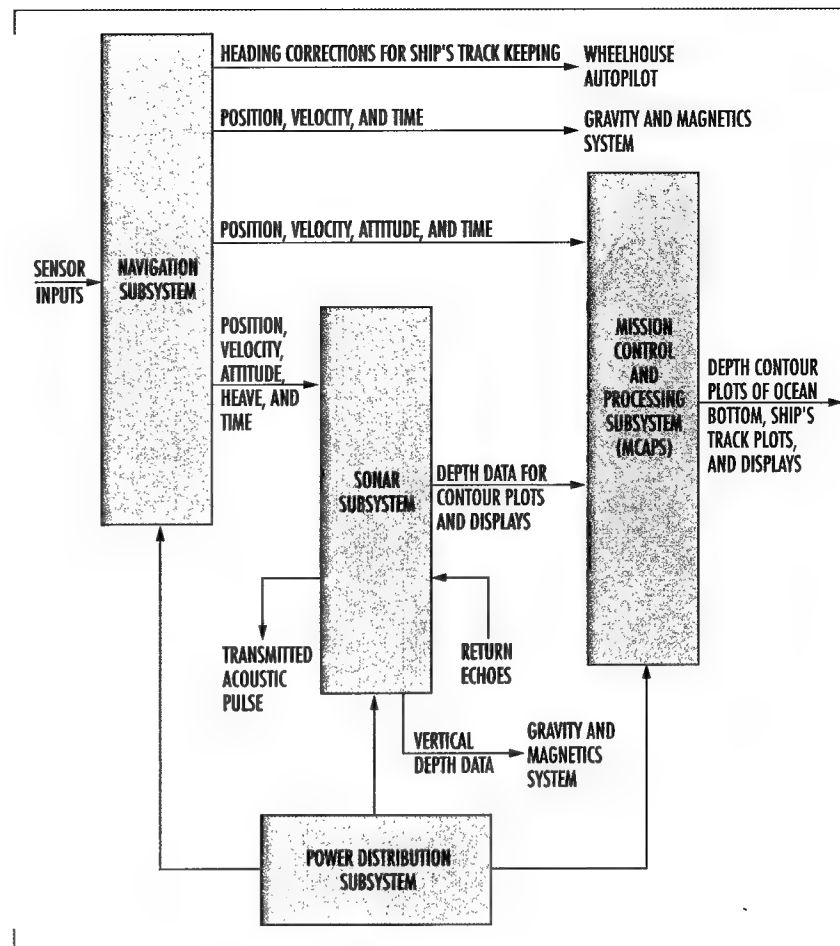 HEADING CORRECTIONS FOR SHIP'S TRACK KEEPING
WHEELHOUSE
AUTOPILOT
POSITION, VELOCITY, AND TIME
GRAVITY AND MAGNETICS
SYSTEM
POSITION, VELOCITY, ATTITUDE, AND TIME
SENSOR
INPUTS
NAVIGATION
SUBSYSTEM
POSITION,
VELOCITY,
ATTITUDE,
HEAVE, AND
TIME
MISSION
CONTROL
AND
PROCESSING
SUBSYSTEM
(MCAPS)
DEPTH CONTOUR
PLOTS OF OCEAN
BOTTOM, SHIP'S
TRACK PLOTS,
AND DISPLAYS
SONAR
SUBSYSTEM
DEPTH DATA FOR
CONTOUR PLOTS
AND DISPLAYS
TRANSMITTED
ACOUSTIC
PULSE
RETURN
ECHOES
VERTICAL
DEPTH DATA
GRAVITY AND
MAGNETICS
SYSTEM
POWER DISTRIBUTION
SUBSYSTEM